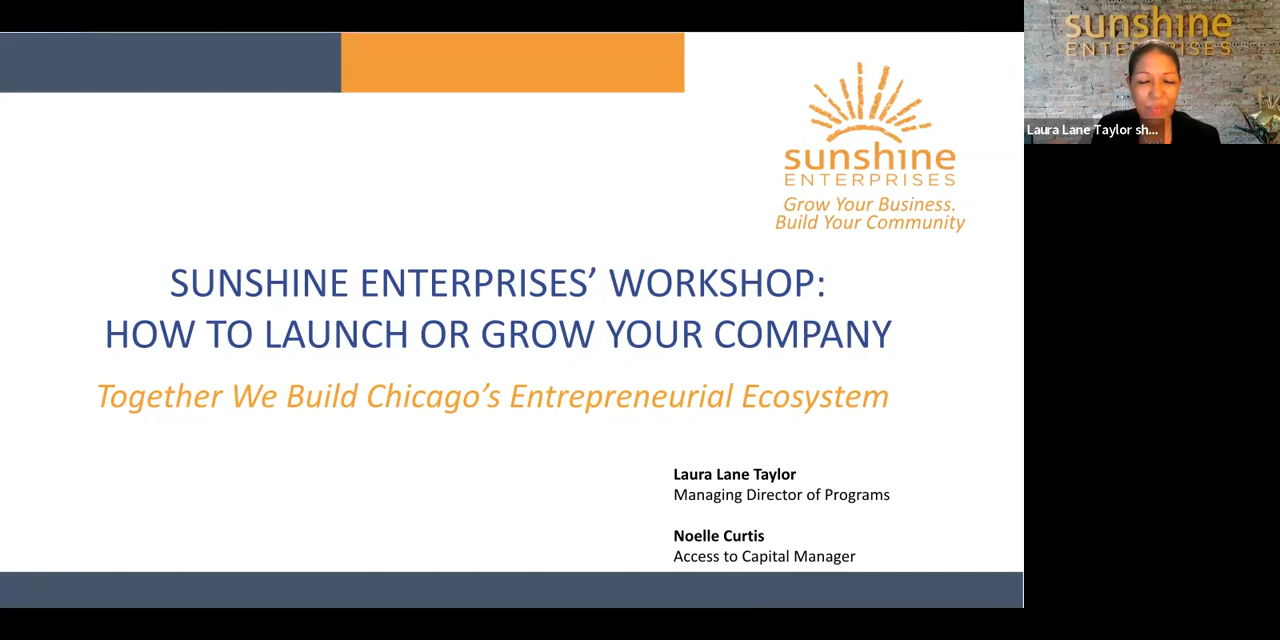 sunshine
ENTERPRISES
Grow Your Business.
Build Your Community
SUNSHINE ENTERPRISES’ WORKSHOP:
HOW TO LAUNCH OR GROW YOUR COMPANY
Together We Build Chicago’s Entrepreneurial Ecosystem
Laura Lane Taylor
Managing Director of Programs
Noelle Curtis
Access to Capital Manager
sunshine
ENTERPRISES
Laura Lane Taylor sh...